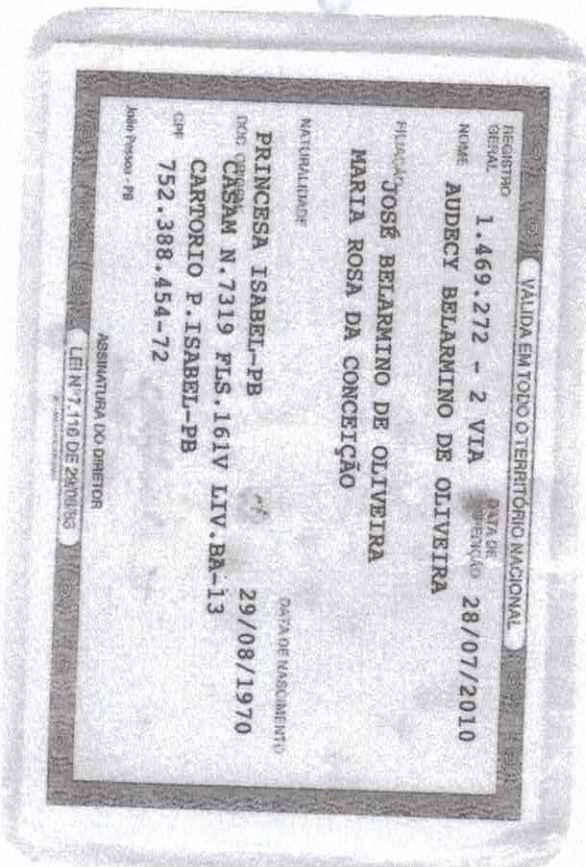 VÁLIDA EM TODO O TERRITÓRIO NACIONAL
REGISTRO GERAL 1.469.272 - 2 VIA DATA DE EXPEDIÇÃO 28/07/2010
NOME AUDECY BELARMINO DE OLIVEIRA
FILIAÇÃO JOSÉ BELARMINO DE OLIVEIRA
MARIA ROSA DA CONCEIÇÃO
NATURALIDADE DATA DE NASCIMENTO
PRINCESA ISABEL-PB 29/08/1970
DOC ORIGEM CASAM N.7319 FLS.161V LIV.BA-13
CARTORIO P.ISABEL-PB
CPF 752.388.454-72
João Pessoa - PB
ASSINATURA DO DIRETOR
LEI Nº 7.116 DE 29/08/83